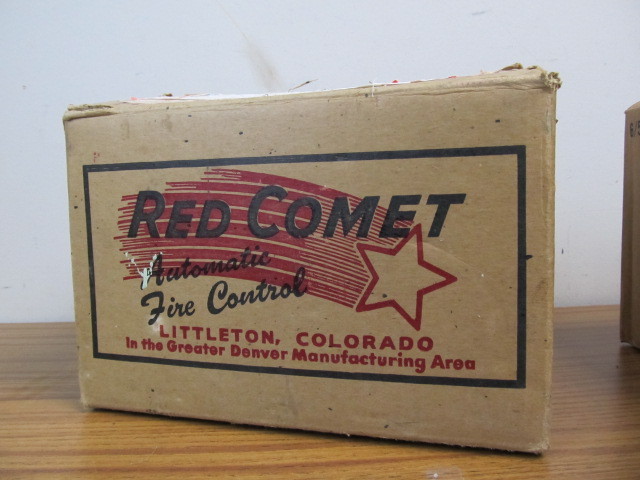 RED COMET
Automatic
Fire Control
LITTLETON, COLORADO
In the Greater Denver Manufacturing Area